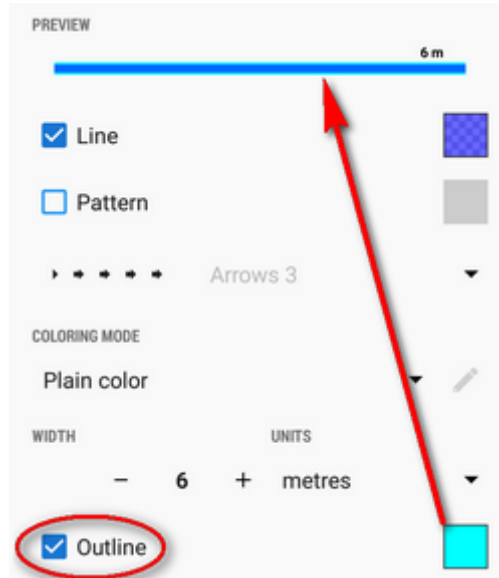 PREVIEW
6 m
Line
Pattern
Arrows 3
COLORING MODE
Plain color
WIDTH UNITS
− 6 + metres
Outline